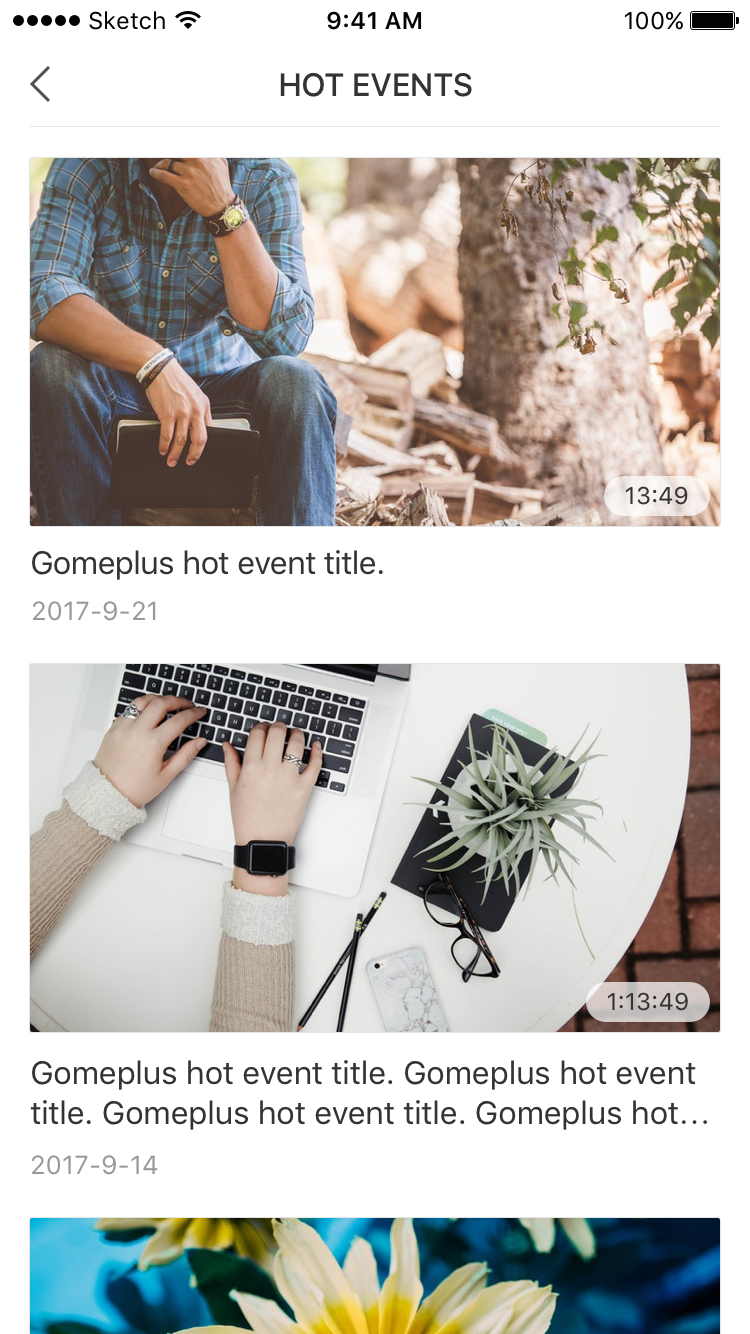 Sketch 9:41 AM 100%
HOT EVENTS
13:49
Gomeplus hot event title.
2017-9-21
1:13:49
Gomeplus hot event title. Gomeplus hot event
title. Gomeplus hot event title. Gomeplus hot...
2017-9-14